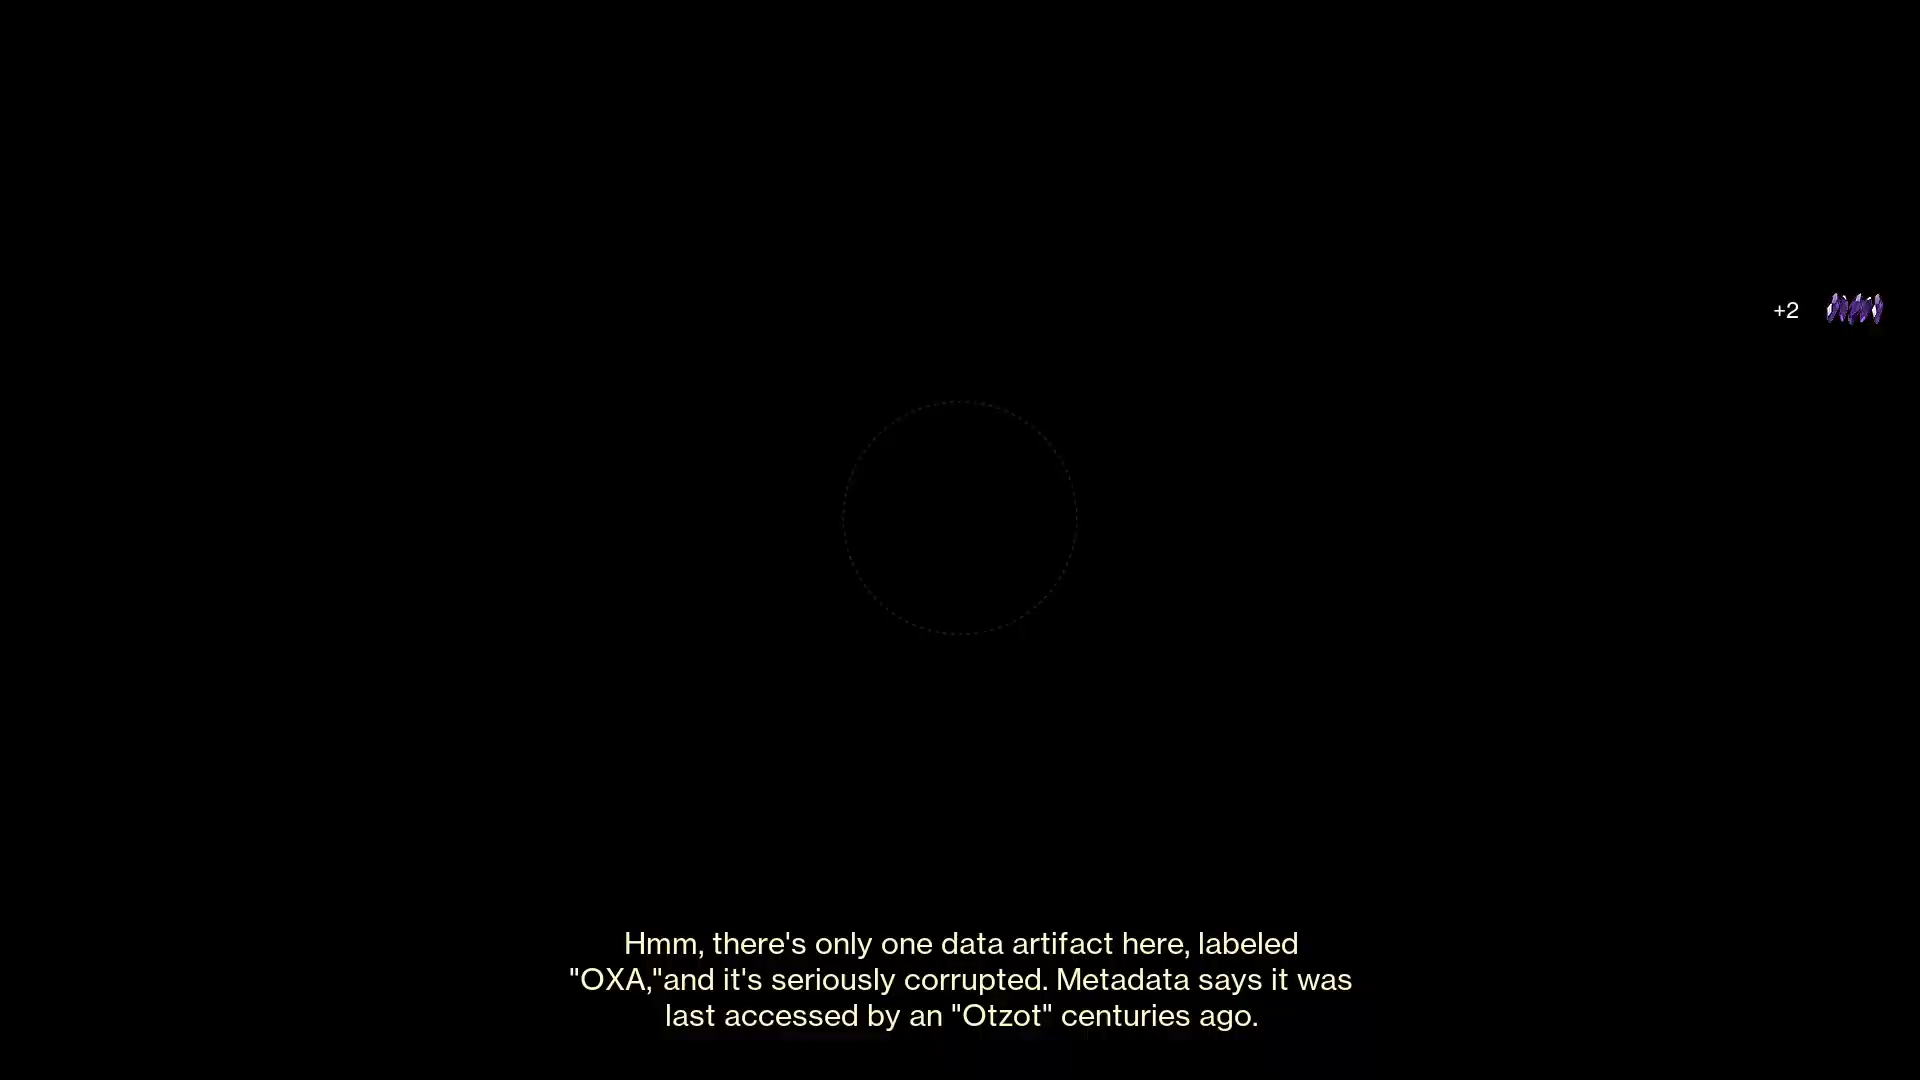 +2
Hmm, there's only one data artifact here, labeled
"OXA,"and it's seriously corrupted. Metadata says it was
last accessed by an "Otzot" centuries ago.